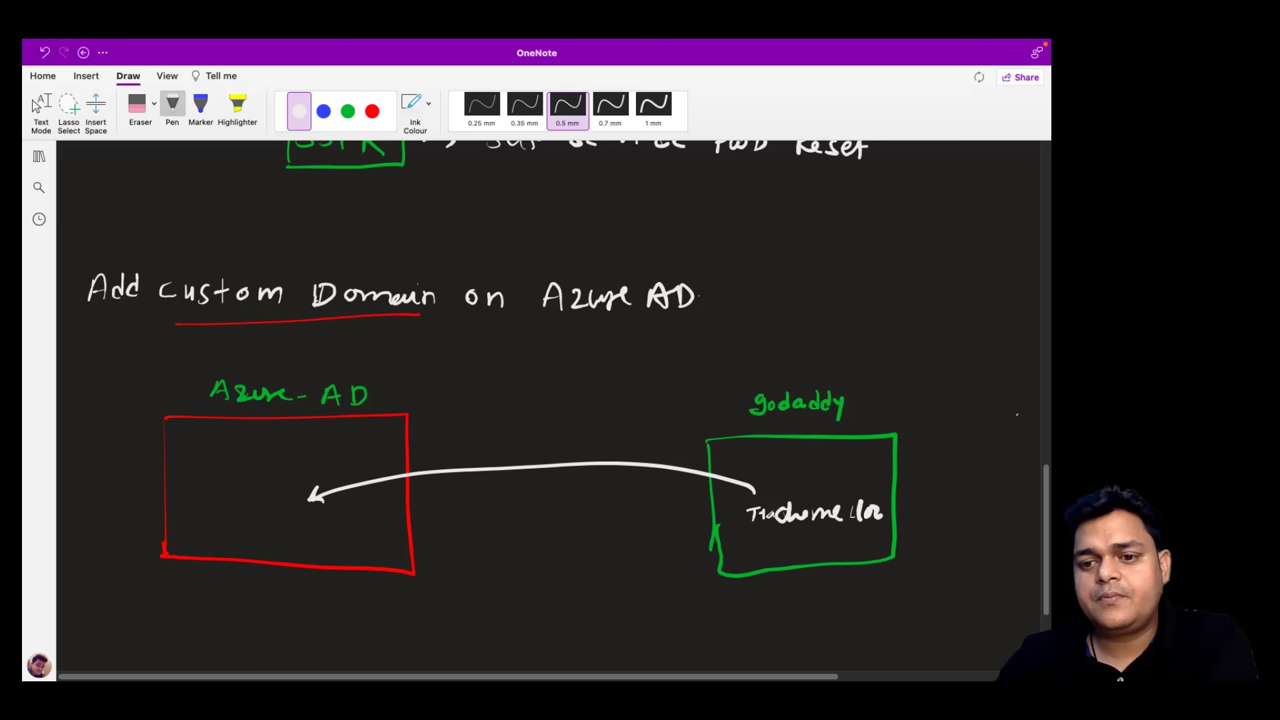 OneNote
Home Insert Draw View Tell me
Share
Text Mode
Lasso Select
Insert Space
Eraser
Pen
Marker
Highlighter
Ink Colour
0.25 mm
0.35 mm
0.5 mm
0.7 mm
1 mm
PWD Reset
Add Custom Domain on Azure AD
Azure-AD
godaddy